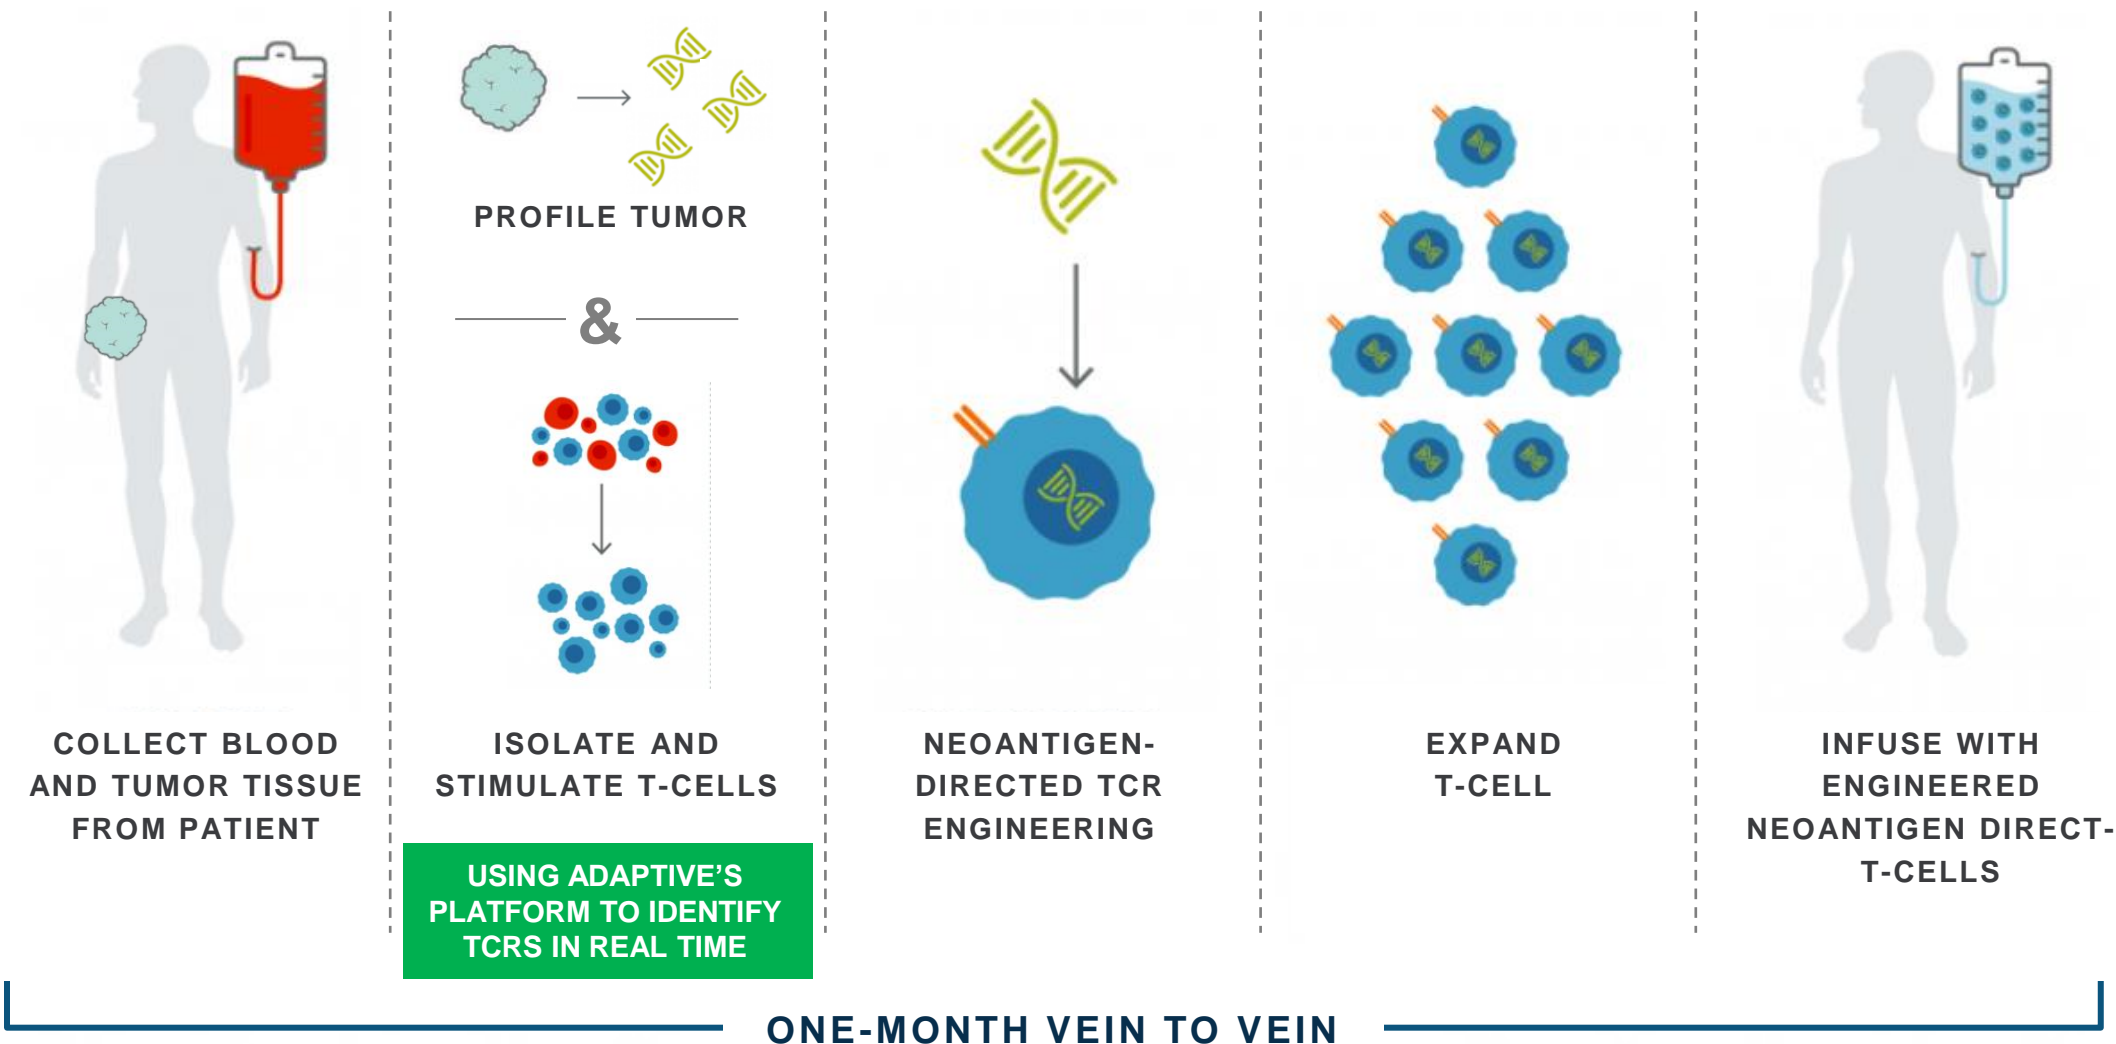 PROFILE TUMOR
&
COLLECT BLOOD
AND TUMOR TISSUE
FROM PATIENT
ISOLATE AND
STIMULATE T-CELLS
USING ADAPTIVE’S
PLATFORM TO IDENTIFY
TCRS IN REAL TIME
NEOANTIGEN-
DIRECTED TCR
ENGINEERING
EXPAND
T-CELL
INFUSE WITH
ENGINEERED
NEOANTIGEN DIRECT-
T-CELLS
ONE-MONTH VEIN TO VEIN